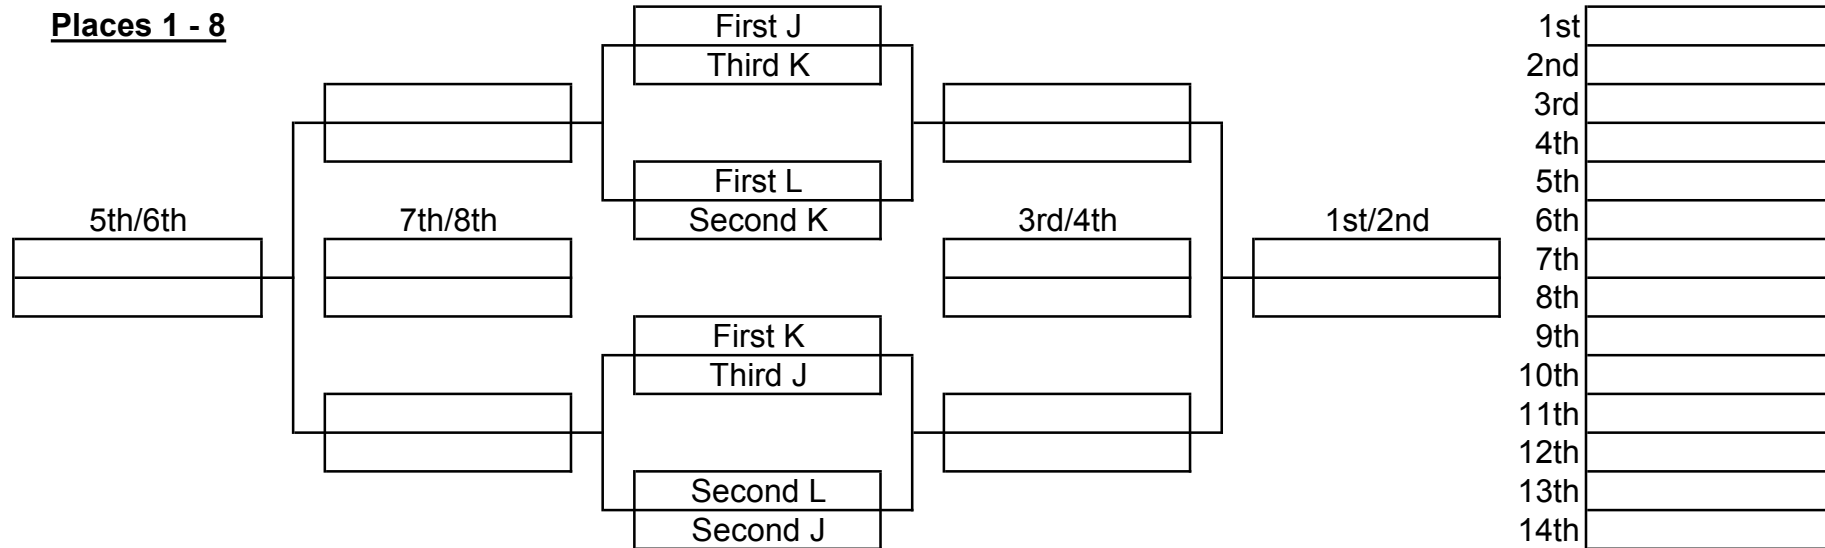 Places 1 - 8
First J
Third K
First L
Second K
5th/6th
7th/8th
3rd/4th
1st/2nd
First K
Third J
Second L
Second J
1st
2nd
3rd
4th
5th
6th
7th
8th
9th
10th
11th
12th
13th
14th